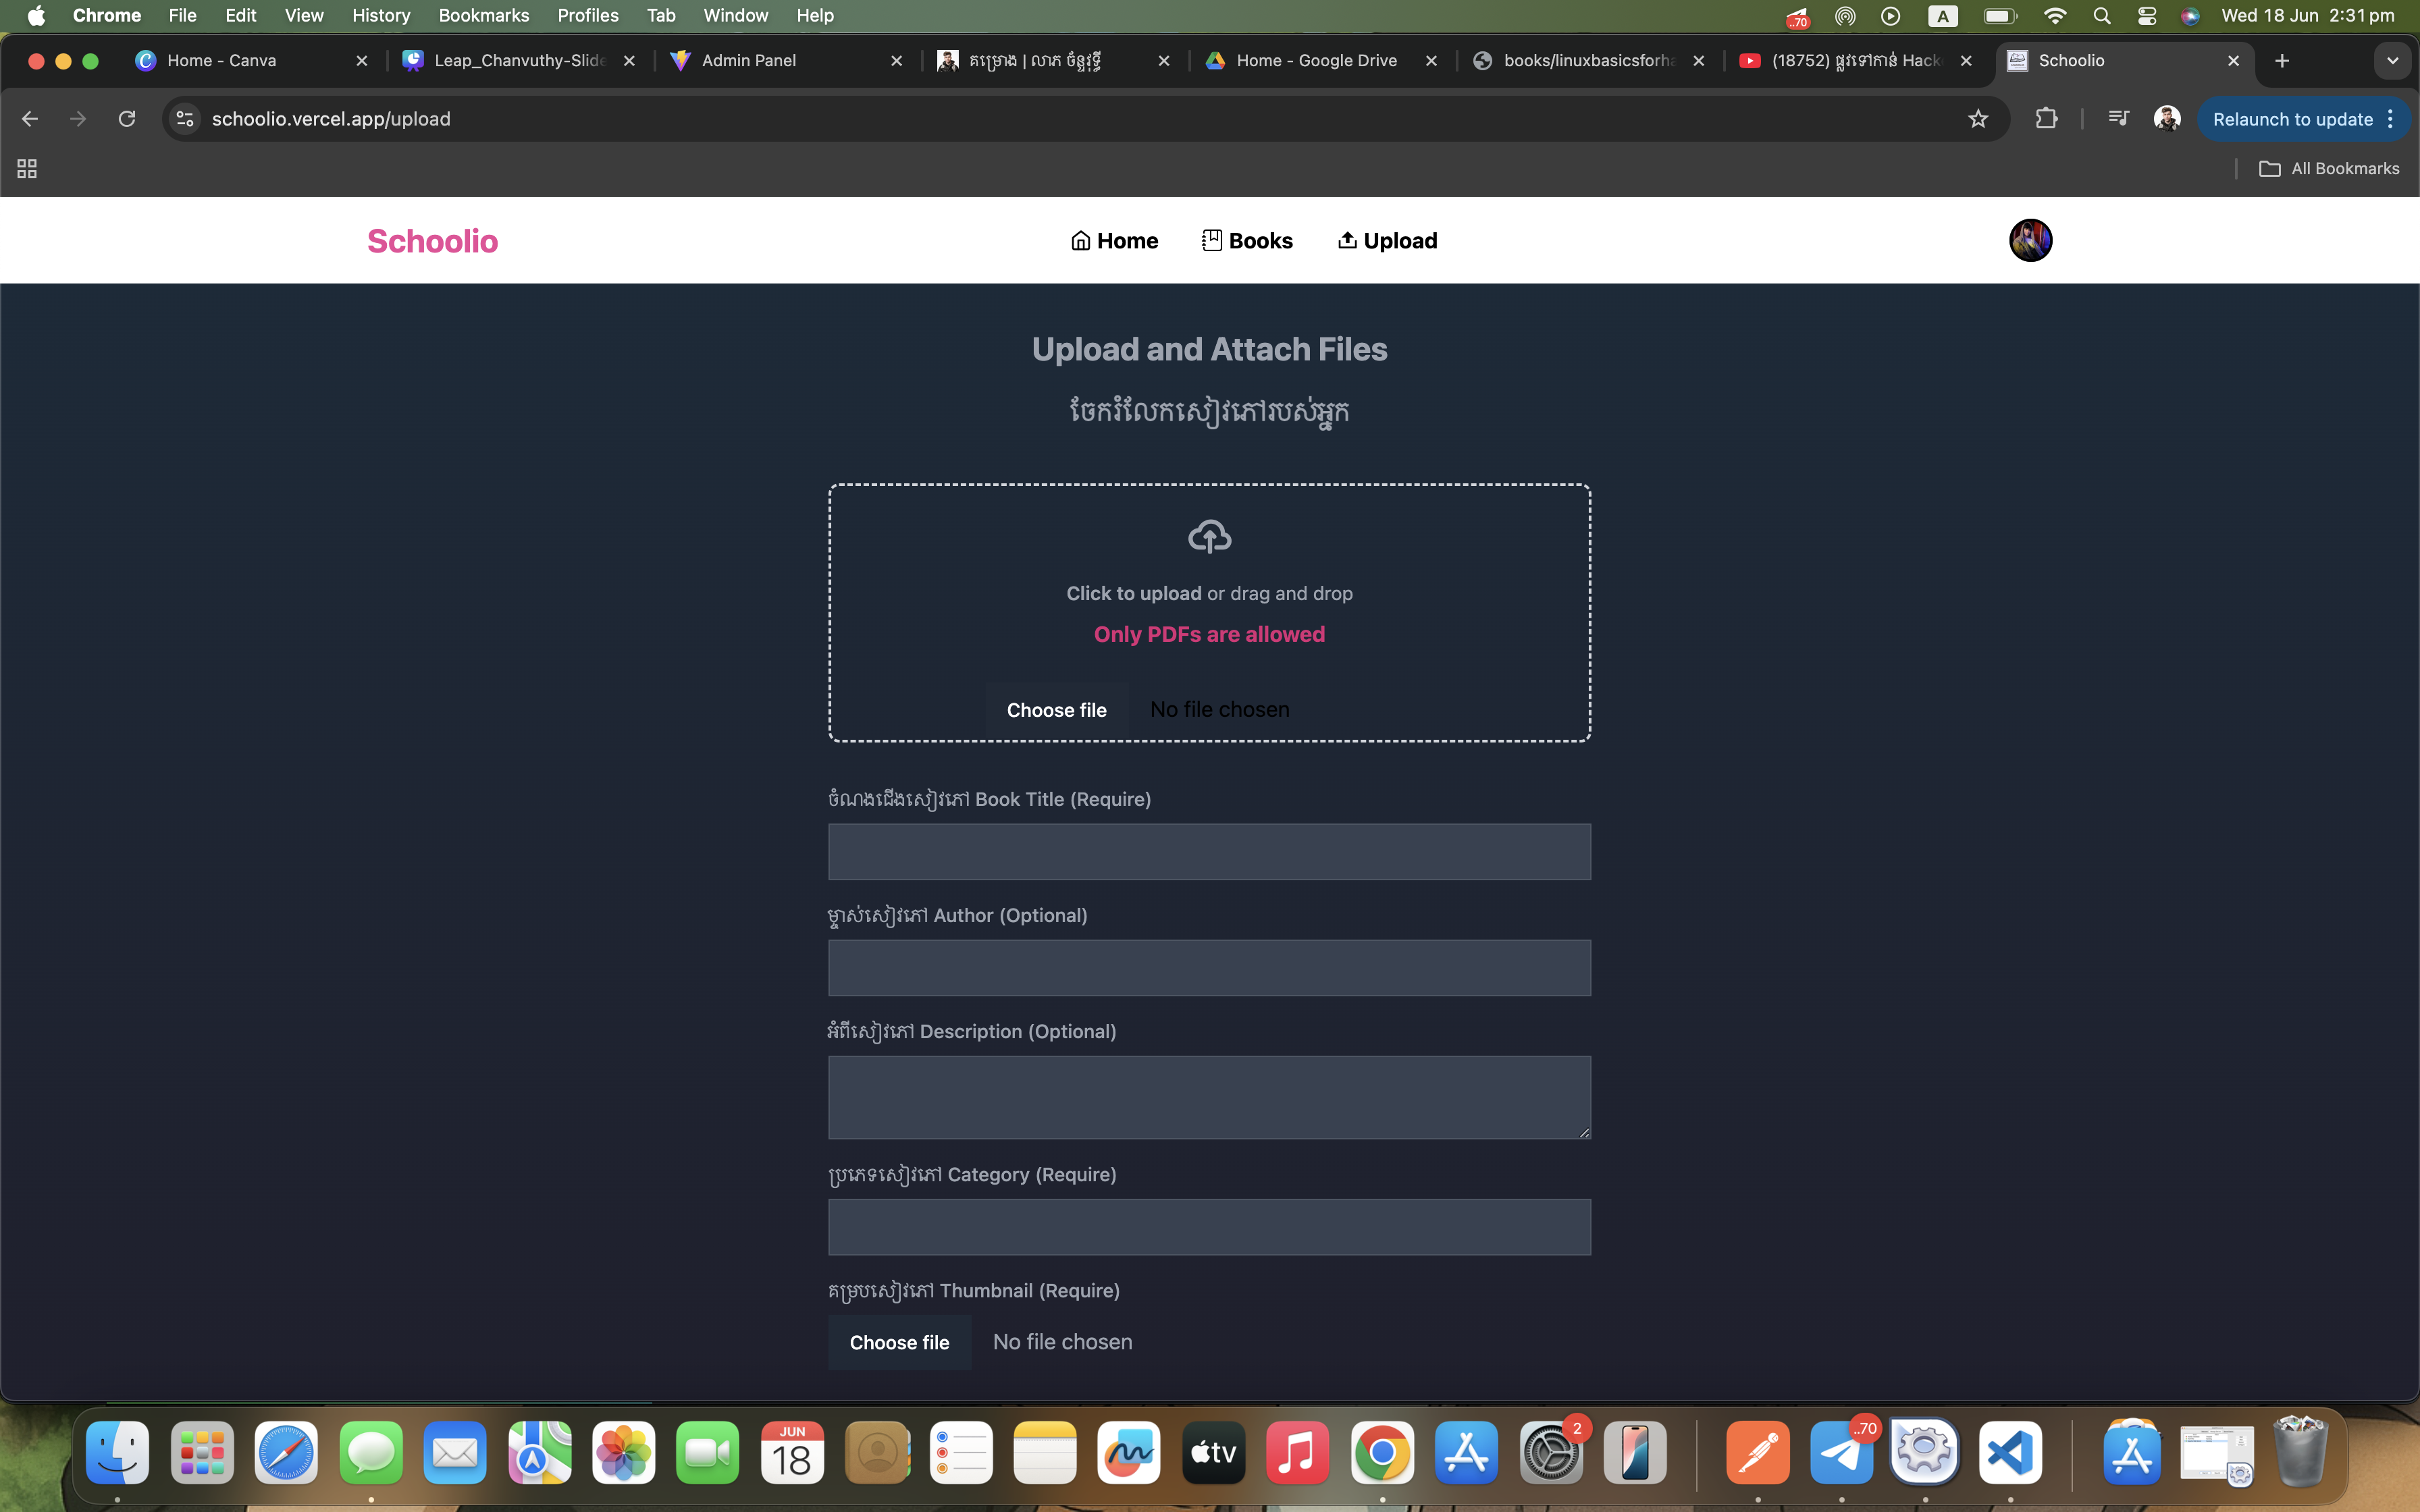 Chrome File Edit View History Bookmarks Profiles Tab Window Help ..70 A Wed 18 Jun 2:31 pm
Home - Canva Leap_Chanvuthy-Slide Admin Panel គម្រោង | លាភ ច័ន្ទវុទ្ធី Home - Google Drive books/linuxbasicsforha (18752) ផ្លូវទៅកាន់ Hack Schoolio
schoolio.vercel.app/upload Relaunch to update
All Bookmarks
Schoolio Home Books Upload
Upload and Attach Files
ចែករំលែកសៀវភៅរបស់អ្នក
Click to upload or drag and drop
Only PDFs are allowed
Choose file No file chosen
ចំណងជើងសៀវភៅ Book Title (Require)
ម្ចាស់សៀវភៅ Author (Optional)
អំពីសៀវភៅ Description (Optional)
ប្រភេទសៀវភៅ Category (Require)
គម្របសៀវភៅ Thumbnail (Require)
Choose file No file chosen
JUN
18
tv
2
..70